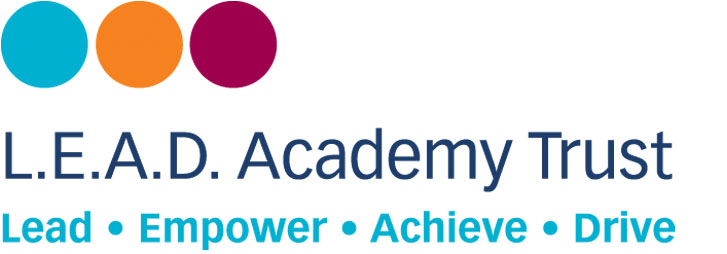 L.E.A.D. Academy Trust
Lead • Empower • Achieve • Drive